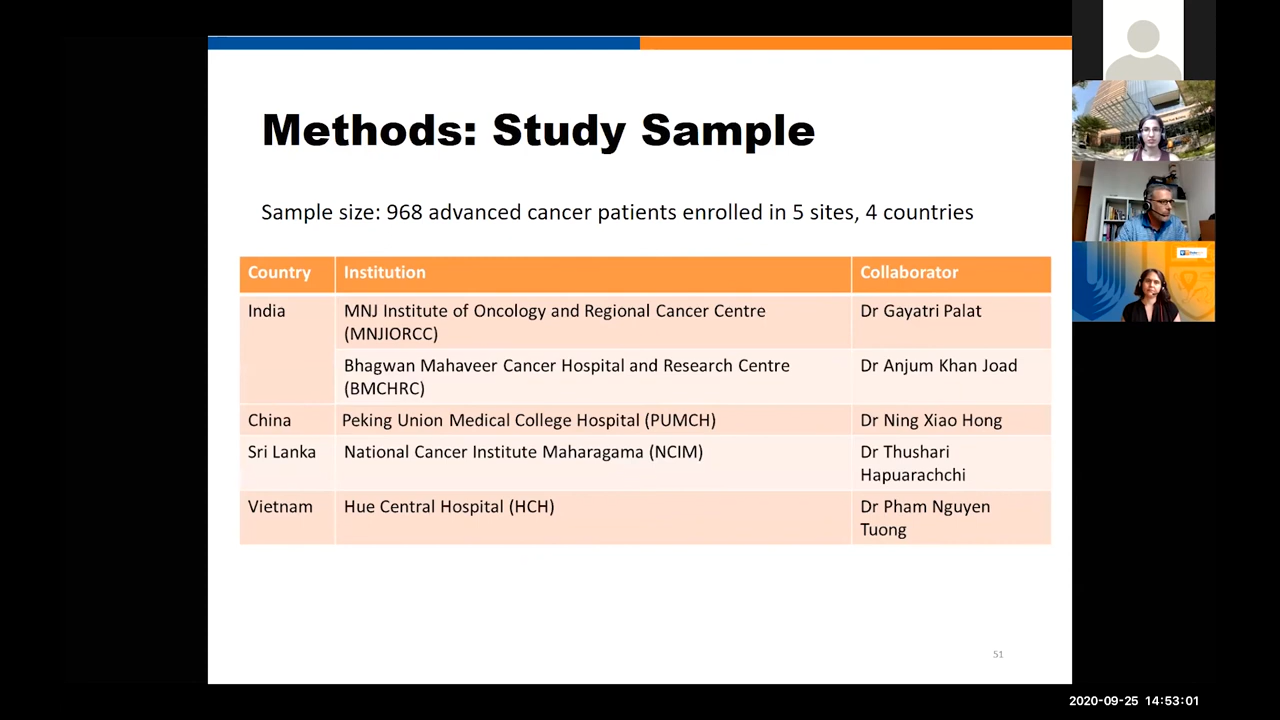 Methods: Study Sample
Sample size: 968 advanced cancer patients enrolled in 5 sites, 4 countries
Country Institution Collaborator
India MNJ Institute of Oncology and Regional Cancer Centre Dr Gayatri Palat
(MNJIORCC)
Bhagwan Mahaveer Cancer Hospital and Research Centre Dr Anjum Khan Joad
(BMCHRC)
China Peking Union Medical College Hospital (PUMCH) Dr Ning Xiao Hong
Sri Lanka National Cancer Institute Maharagama (NCIM) Dr Thushari
Hapuarachchi
Vietnam Hue Central Hospital (HCH) Dr Pham Nguyen
Tuong
51
2020-09-25 14:53:01